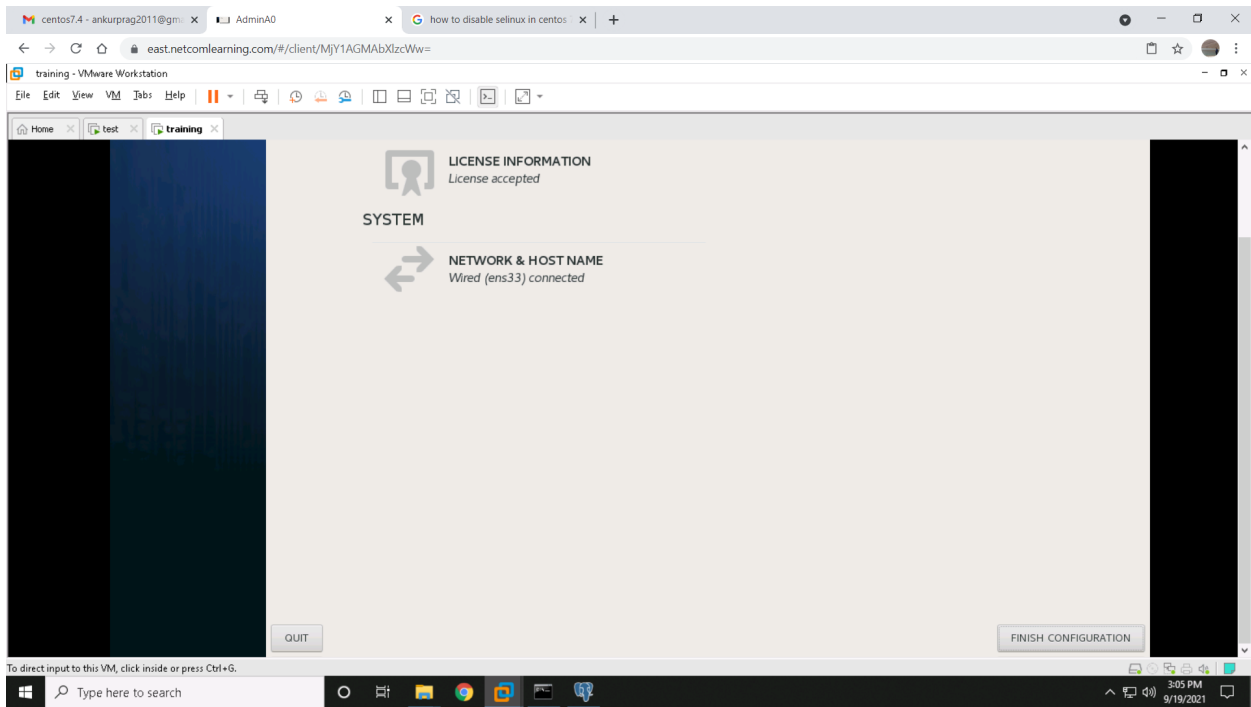 centos7.4 - ankurprag2011@gm
AdminA0
how to disable selinux in centos
east.netcomlearning.com/#/client/MjY1AGMAbXlzcWw=
training - VMware Workstation
File Edit View VM Tabs Help
Home test training
LICENSE INFORMATION
License accepted
SYSTEM
NETWORK & HOST NAME
Wired (ens33) connected
QUIT
FINISH CONFIGURATION
To direct input to this VM, click inside or press Ctrl+G.
Type here to search
3:05 PM
9/19/2021